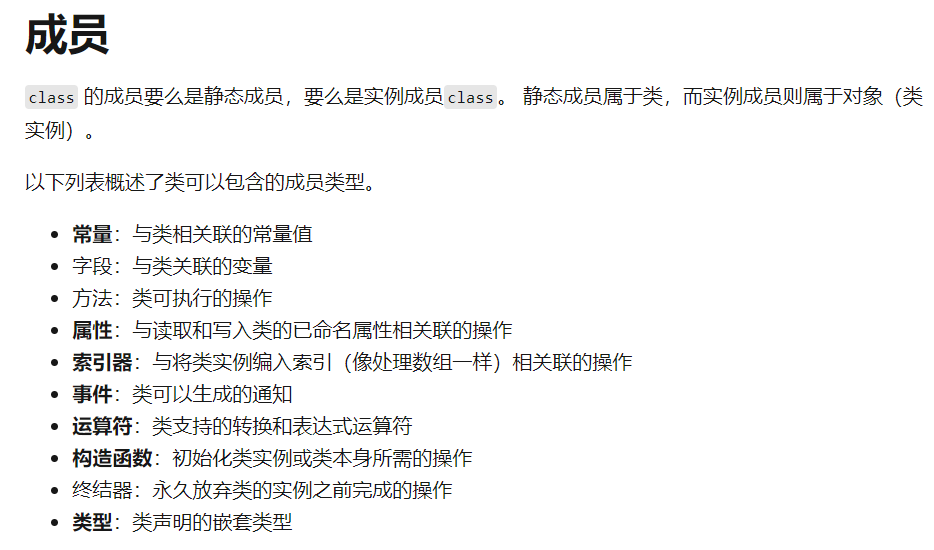 成员
class 的成员要么是静态成员，要么是实例成员class。 静态成员属于类，而实例成员则属于对象（类
实例）。
以下列表概述了类可以包含的成员类型。
• 常量：与类相关联的常量值
• 字段：与类关联的变量
• 方法：类可执行的操作
• 属性：与读取和写入类的已命名属性相关联的操作
• 索引器：与将类实例编入索引（像处理数组一样）相关联的操作
• 事件：类可以生成的通知
• 运算符：类支持的转换和表达式运算符
• 构造函数：初始化类实例或类本身所需的操作
• 终结器：永久放弃类的实例之前完成的操作
• 类型：类声明的嵌套类型